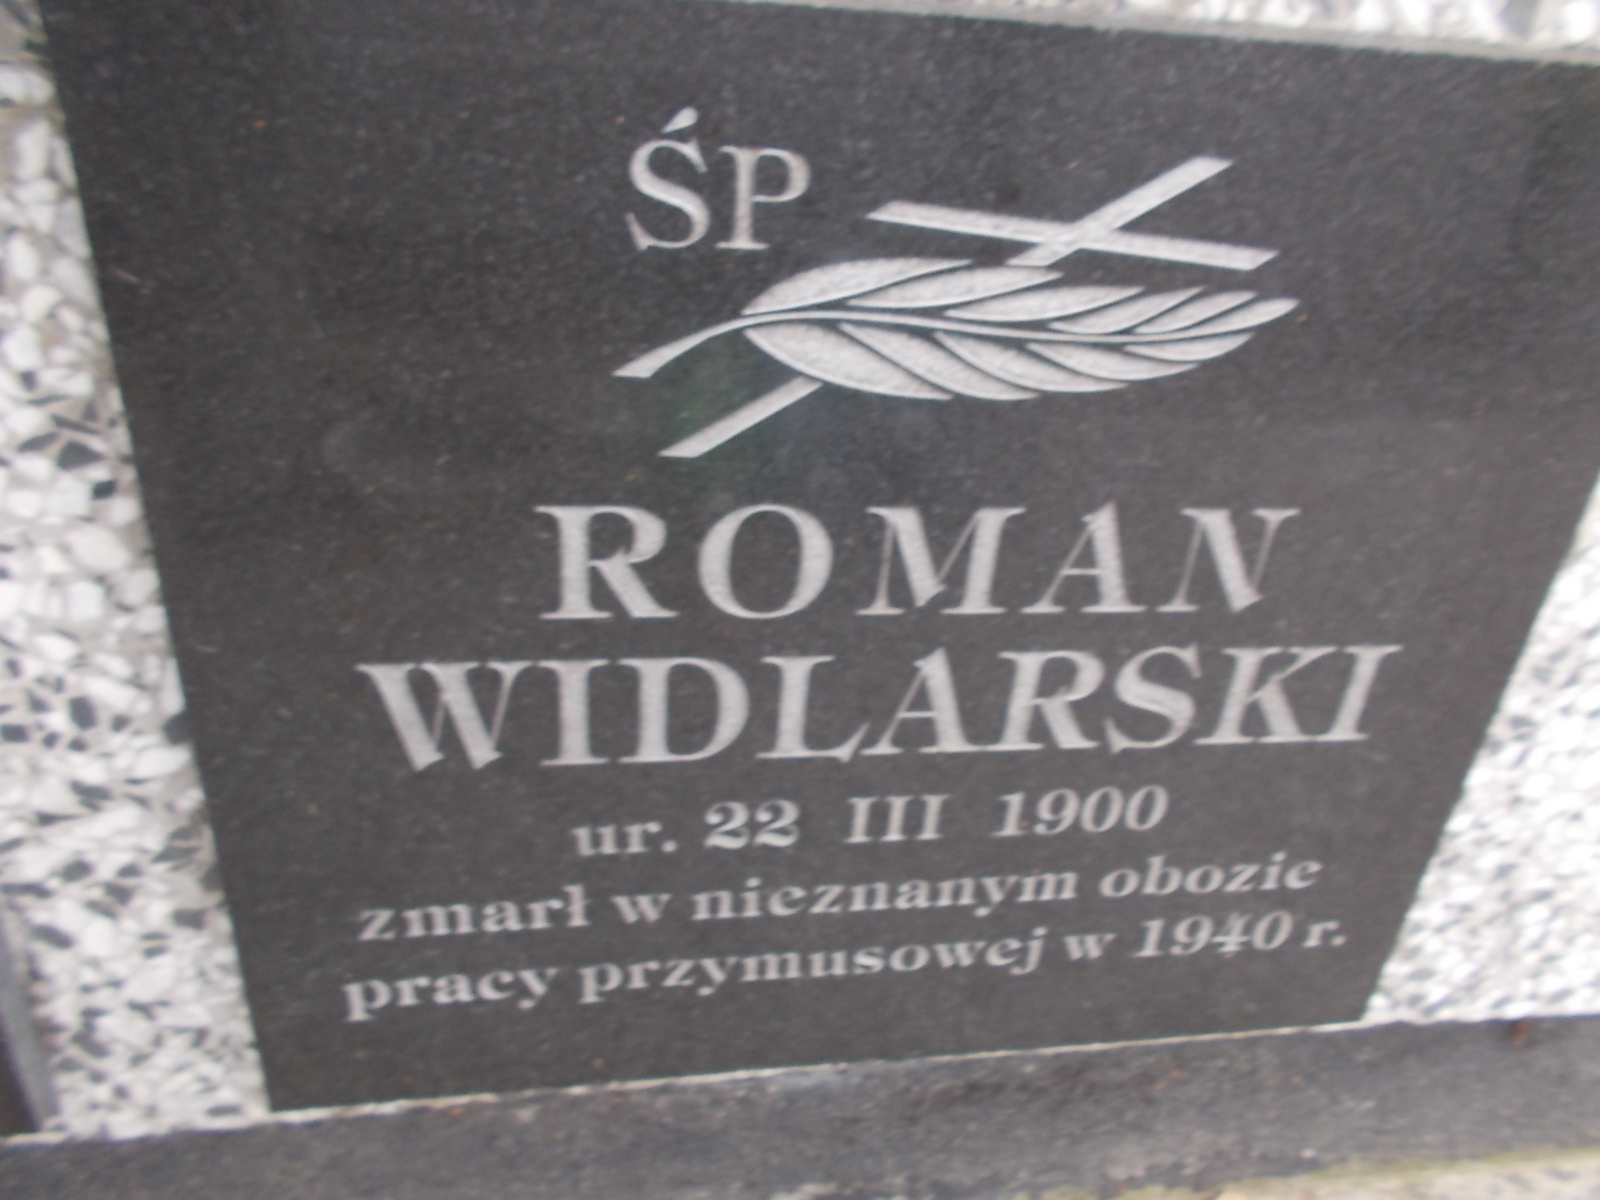 ŚP
ROMAN
WIDLARSKI
ur. 22 III 1900
zmarł w nieznanym obozie
pracy przymusowej w 1940 r.